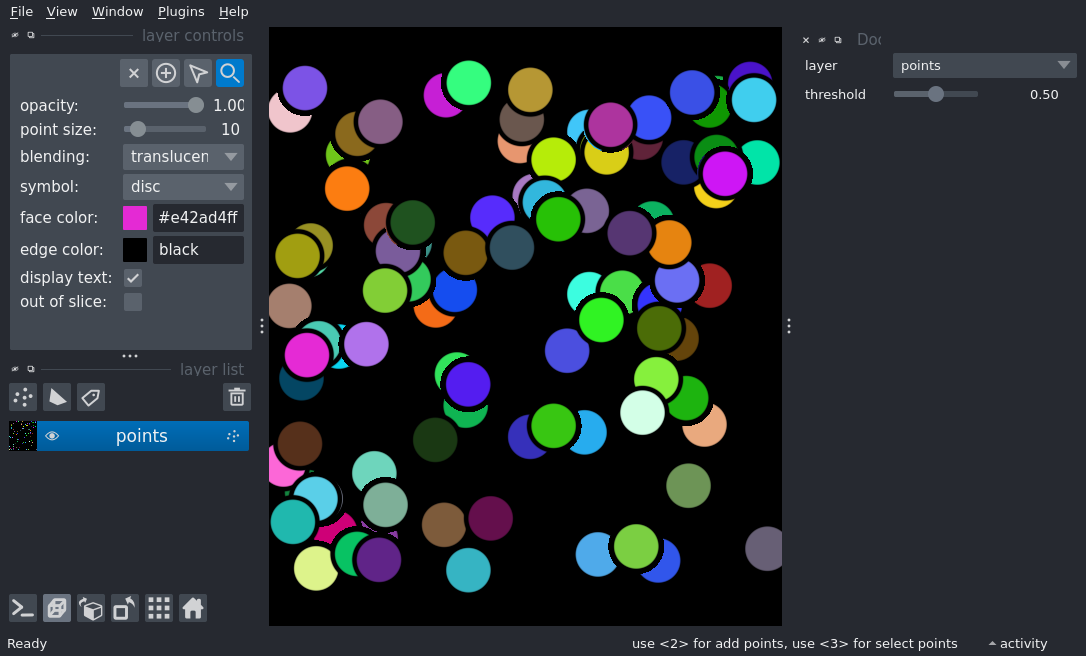 File View Window Plugins Help
layer controls
opacity: 1.00
point size: 10
blending: translucen
symbol: disc
face color: #e42ad4ff
edge color: black
display text:
out of slice:
layer list
points
Doc
layer points
threshold 0.50
Ready
use <2> for add points, use <3> for select points
activity